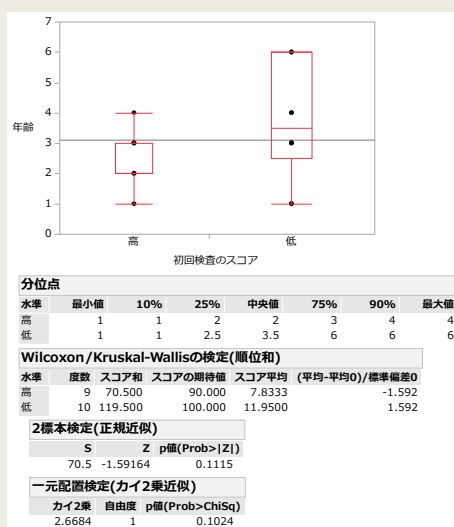 7
6
5
4
年齢
3
2
1
0
高 低
初回検査のスコア
分位点
水準 最小値 10% 25% 中央値 75% 90% 最大値
高 1 1 2 2 3 4 4
低 1 1 2.5 3.5 6 6 6
Wilcoxon/Kruskal-Wallisの検定(順位和)
水準 度数 スコア和 スコアの期待値 スコア平均 (平均-平均0)/標準偏差0
高 9 70.500 90.000 7.8333 -1.592
低 10 119.500 100.000 11.9500 1.592
2標本検定(正規近似)
S Z p値(Prob>|Z|)
70.5 -1.59164 0.1115
一元配置検定(カイ2乗近似)
カイ2乗 自由度 p値(Prob>ChiSq)
2.6684 1 0.1024